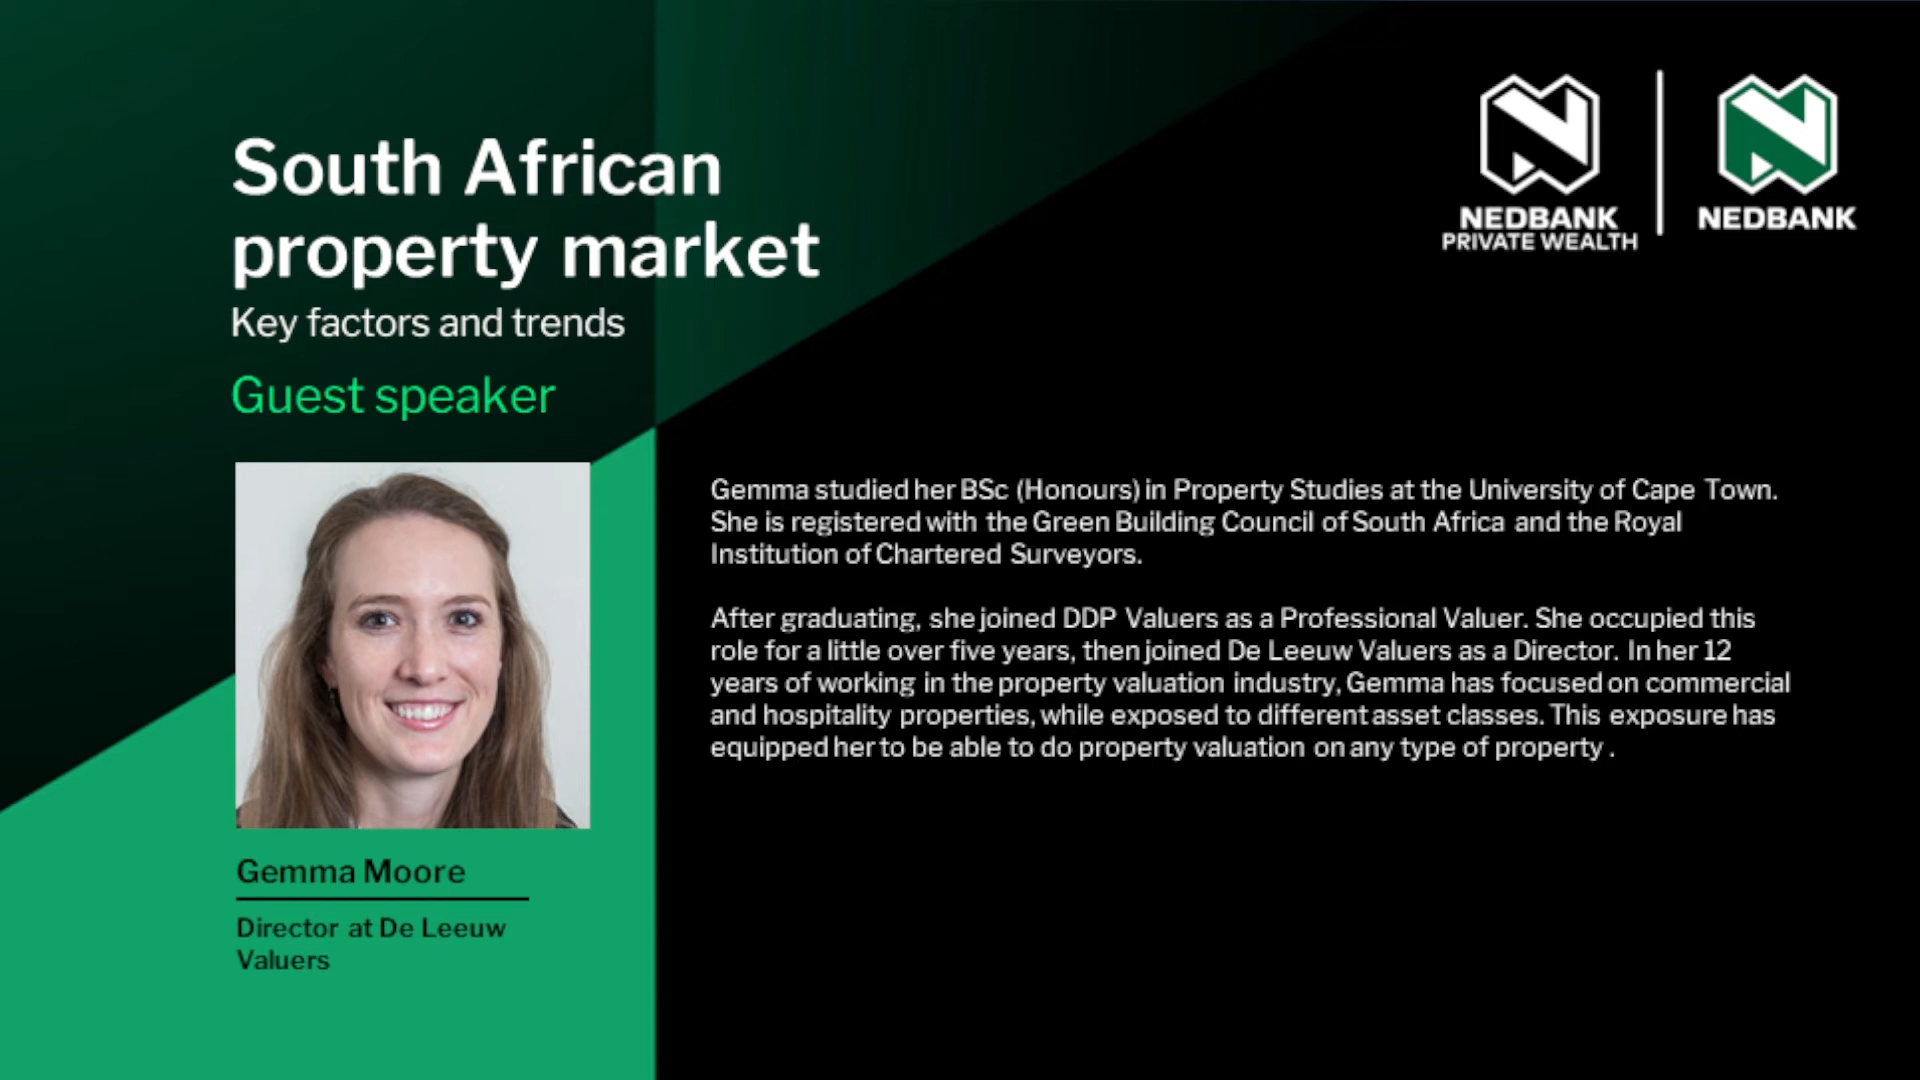 South African
property market
Key factors and trends
Guest speaker
NEDBANK
PRIVATE WEALTH
NEDBANK
Gemma studied her BSc (Honours) in Property Studies at the University of Cape Town.
She is registered with the Green Building Council of South Africa and the Royal
Institution of Chartered Surveyors.
After graduating, she joined DDP Valuers as a Professional Valuer. She occupied this
role for a little over five years, then joined De Leeuw Valuers as a Director. In her 12
years of working in the property valuation industry, Gemma has focused on commercial
and hospitality properties, while exposed to different asset classes. This exposure has
equipped her to be able to do property valuation on any type of property .
Gemma Moore
Director at De Leeuw
Valuers